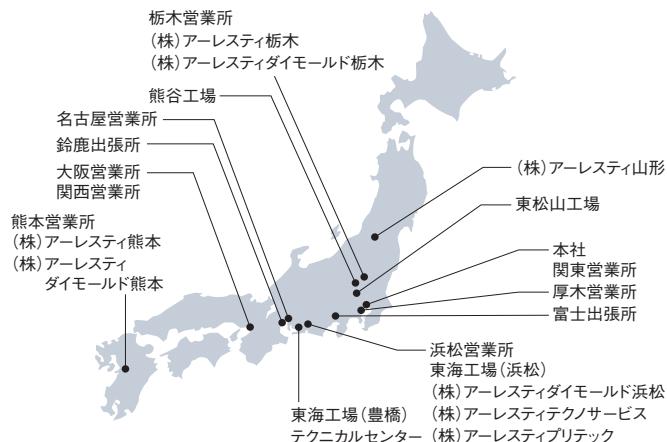 栃木営業所
（株）アーレスティ栃木
（株）アーレスティダイモールド栃木
熊谷工場
名古屋営業所
鈴鹿出張所
大阪営業所
関西営業所
熊本営業所
（株）アーレスティ熊本
（株）アーレスティ
ダイモールド熊本
（株）アーレスティ山形
東松山工場
本社
関東営業所
厚木営業所
富士出張所
浜松営業所
東海工場（浜松）
（株）アーレスティダイモールド浜松
（株）アーレスティテクノサービス
（株）アーレスティプリテック
東海工場（豊橋）
テクニカルセンター